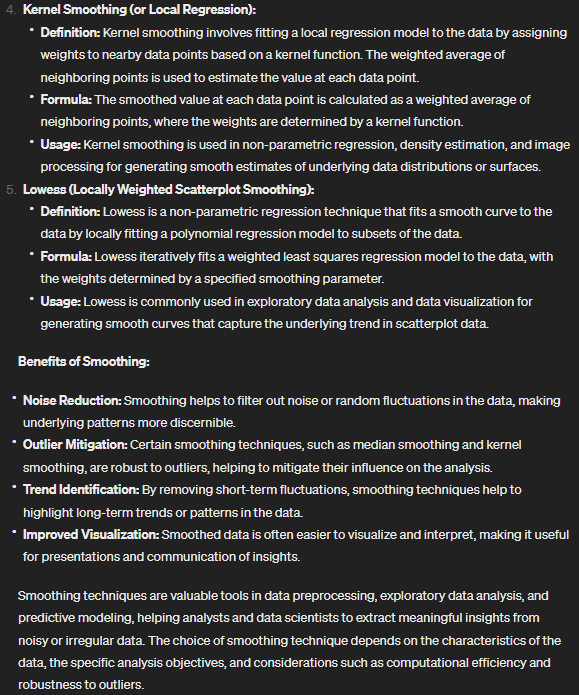 4. Kernel Smoothing (or Local Regression):
• Definition: Kernel smoothing involves fitting a local regression model to the data by assigning
weights to nearby data points based on a kernel function. The weighted average of
neighboring points is used to estimate the value at each data point.
• Formula: The smoothed value at each data point is calculated as a weighted average of
neighboring points, where the weights are determined by a kernel function.
• Usage: Kernel smoothing is used in non-parametric regression, density estimation, and image
processing for generating smooth estimates of underlying data distributions or surfaces.
5. Lowess (Locally Weighted Scatterplot Smoothing):
• Definition: Lowess is a non-parametric regression technique that fits a smooth curve to the
data by locally fitting a polynomial regression model to subsets of the data.
• Formula: Lowess iteratively fits a weighted least squares regression model to the data, with
the weights determined by a specified smoothing parameter.
• Usage: Lowess is commonly used in exploratory data analysis and data visualization for
generating smooth curves that capture the underlying trend in scatterplot data.
Benefits of Smoothing:
• Noise Reduction: Smoothing helps to filter out noise or random fluctuations in the data, making
underlying patterns more discernible.
• Outlier Mitigation: Certain smoothing techniques, such as median smoothing and kernel
smoothing, are robust to outliers, helping to mitigate their influence on the analysis.
• Trend Identification: By removing short-term fluctuations, smoothing techniques help to
highlight long-term trends or patterns in the data.
• Improved Visualization: Smoothed data is often easier to visualize and interpret, making it useful
for presentations and communication of insights.
Smoothing techniques are valuable tools in data preprocessing, exploratory data analysis, and
predictive modeling, helping analysts and data scientists to extract meaningful insights from
noisy or irregular data. The choice of smoothing technique depends on the characteristics of the
data, the specific analysis objectives, and considerations such as computational efficiency and
robustness to outliers.